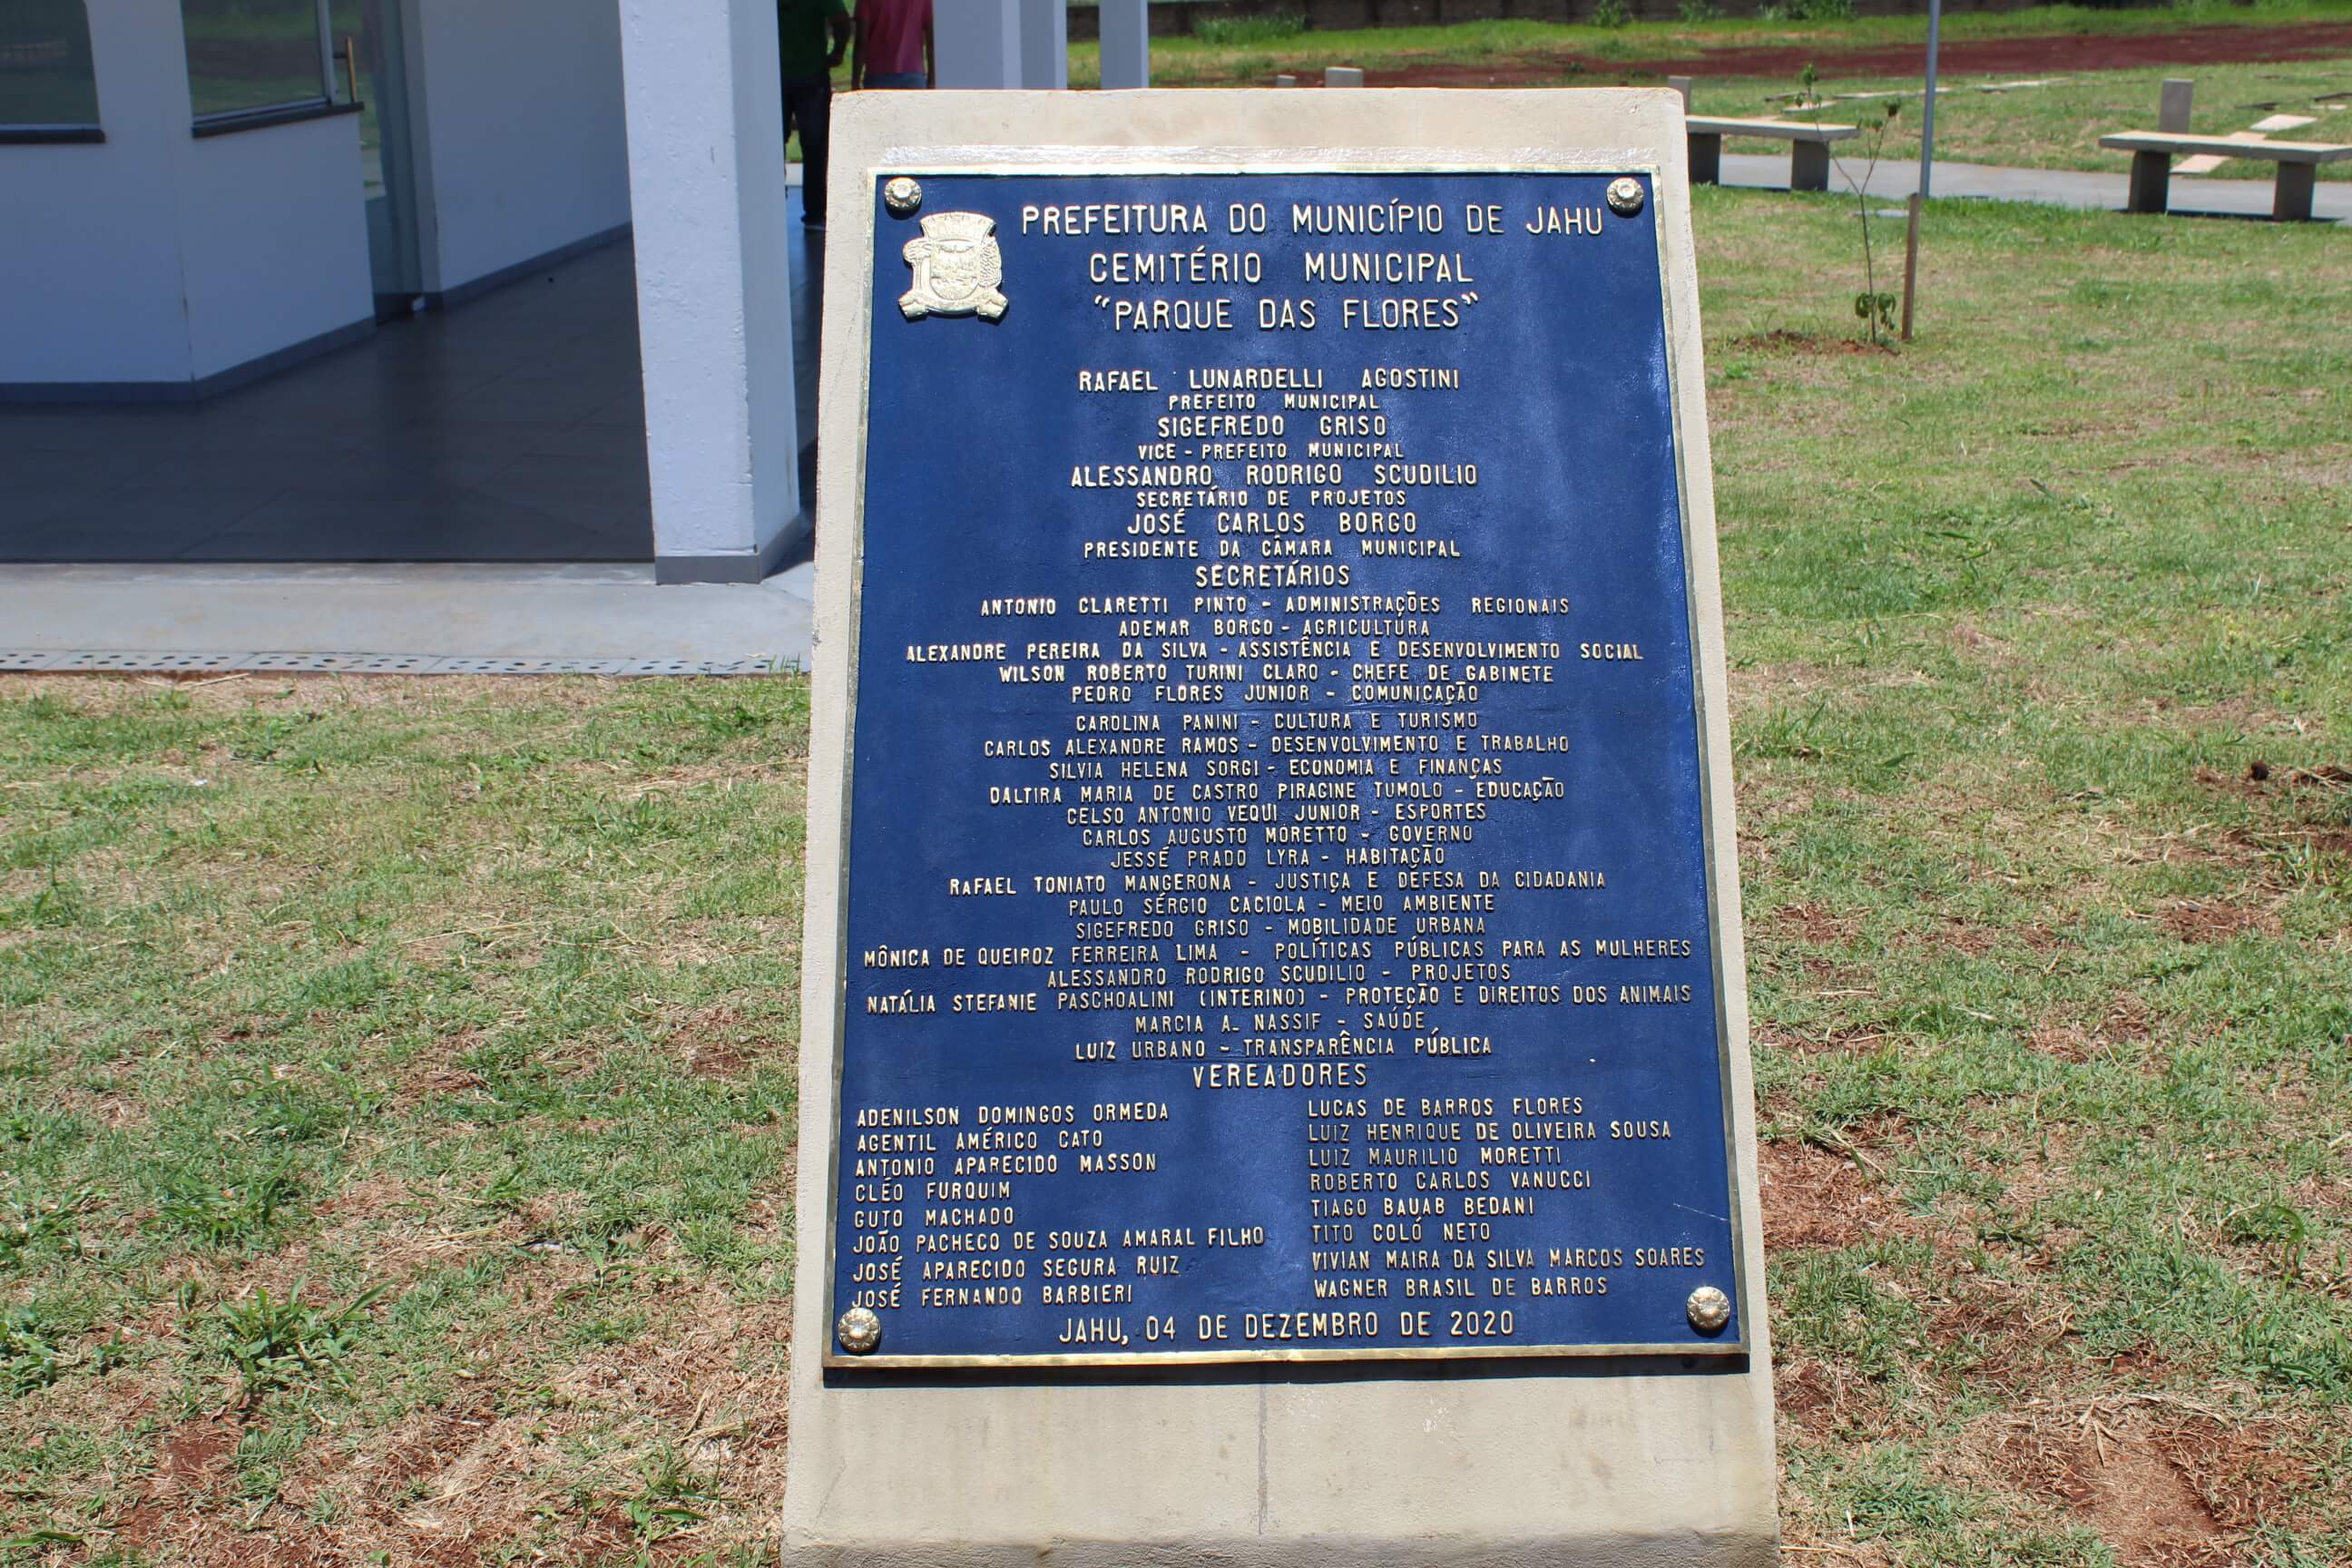 PREFEITURA DO MUNICÍPIO DE JAHU
CEMITÉRIO MUNICIPAL
"PARQUE DAS FLORES"
RAFAEL LUNARDELLI AGOSTINI
PREFEITO MUNICIPAL
SIGEFREDO GRISO
VICE - PREFEITO MUNICIPAL
ALESSANDRO RODRIGO SCUDILIO
SECRETÁRIO DE PROJETOS
JOSÉ CARLOS BORGO
PRESIDENTE DA CÂMARA MUNICIPAL
SECRETÁRIOS
ANTONIO CLARETTI PINTO - ADMINISTRAÇÕES REGIONAIS
ADEMAR BORGO - AGRICULTURA
ALEXANDRE PEREIRA DA SILVA - ASSISTÊNCIA E DESENVOLVIMENTO SOCIAL
WILSON ROBERTO TURINI CLARO - CHEFE DE GABINETE
PEDRO FLORES JUNIOR - COMUNICAÇÃO
CAROLINA PANINI - CULTURA E TURISMO
CARLOS ALEXANDRE RAMOS - DESENVOLVIMENTO E TRABALHO
SILVIA HELENA SORGI - ECONOMIA E FINANÇAS
DALTIRA MARIA DE CASTRO PIRAGINE TUMOLO - EDUCAÇÃO
CELSO ANTONIO VEQUI JUNIOR - ESPORTES
CARLOS AUGUSTO MORETTO - GOVERNO
JESSÉ PRADO LYRA - HABITAÇÃO
RAFAEL TONIATO MANGERONA - JUSTIÇA E DEFESA DA CIDADANIA
PAULO SÉRGIO CACIOLA - MEIO AMBIENTE
SIGEFREDO GRISO - MOBILIDADE URBANA
MÔNICA DE QUEIROZ FERREIRA LIMA - POLÍTICAS PÚBLICAS PARA AS MULHERES
ALESSANDRO RODRIGO SCUDILIO - PROJETOS
NATÁLIA STEFANIE PASCHOALINI (INTERINO) - PROTEÇÃO E DIREITOS DOS ANIMAIS
MARCIA A. NASSIF - SAÚDE
LUIZ URBANO - TRANSPARÊNCIA PÚBLICA
VEREADORES
ADENILSON DOMINGOS ORMEDA
AGENTIL AMÉRICO CATO
ANTONIO APARECIDO MASSON
CLÉO FURQUIM
GUTO MACHADO
JOÃO PACHECO DE SOUZA AMARAL FILHO
JOSÉ APARECIDO SEGURA RUIZ
JOSÉ FERNANDO BARBIERI
LUCAS DE BARROS FLORES
LUIZ HENRIQUE DE OLIVEIRA SOUSA
LUIZ MAURILIO MORETTI
ROBERTO CARLOS VANUCCI
TIAGO BAUAB BEDANI
TITO COLÓ NETO
VIVIAN MAIRA DA SILVA MARCOS SOARES
WAGNER BRASIL DE BARROS
JAHU, 04 DE DEZEMBRO DE 2020